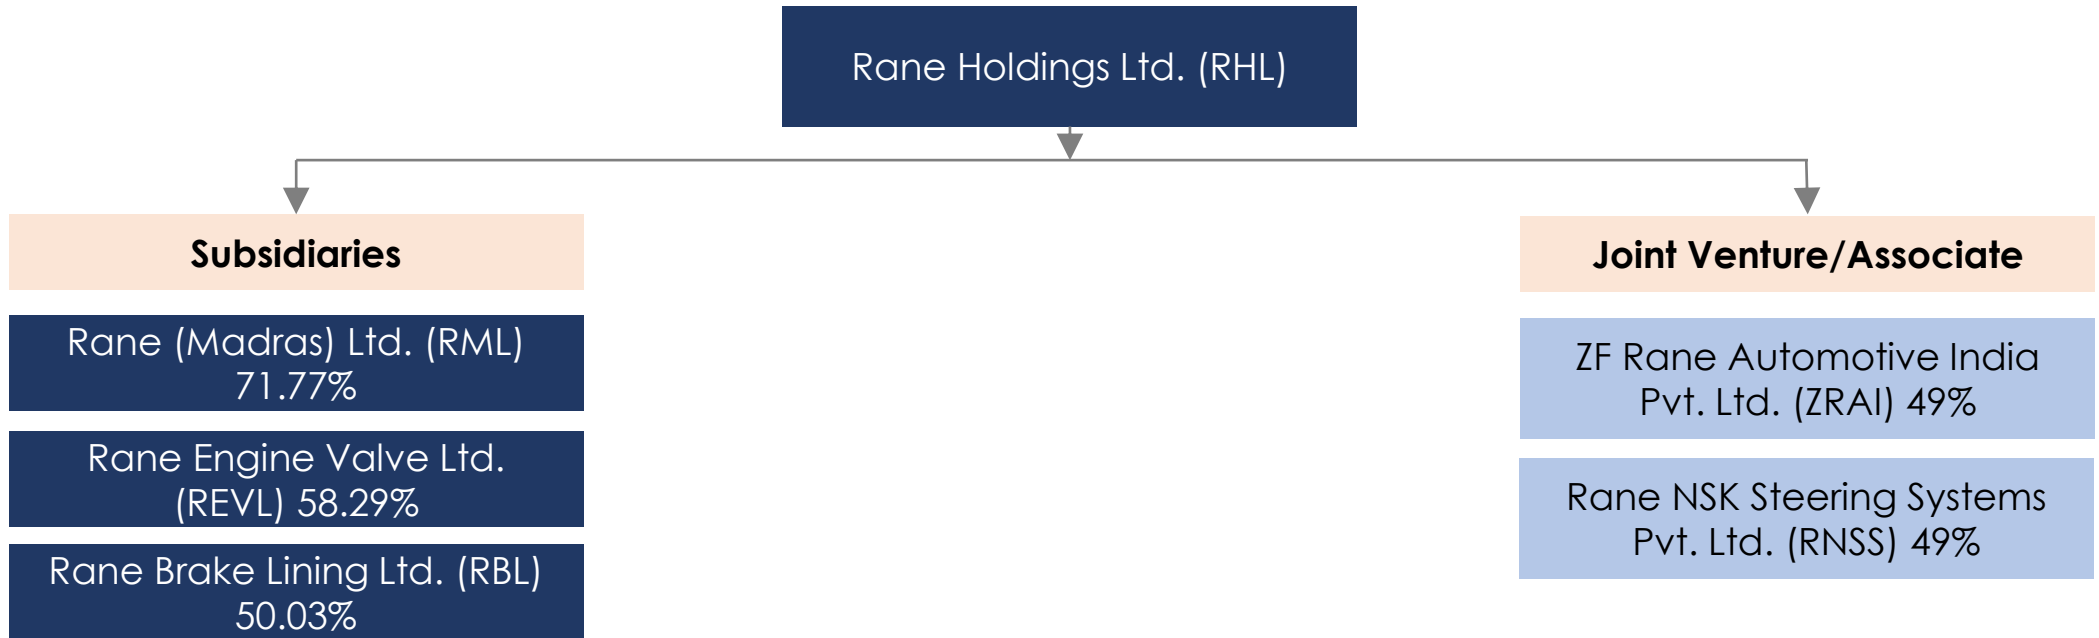 Rane Holdings Ltd. (RHL)
Subsidiaries
Rane (Madras) Ltd. (RML)
71.77%
Rane Engine Valve Ltd.
(REVL) 58.29%
Rane Brake Lining Ltd. (RBL)
50.03%
Joint Venture/Associate
ZF Rane Automotive India
Pvt. Ltd. (ZRAI) 49%
Rane NSK Steering Systems
Pvt. Ltd. (RNSS) 49%